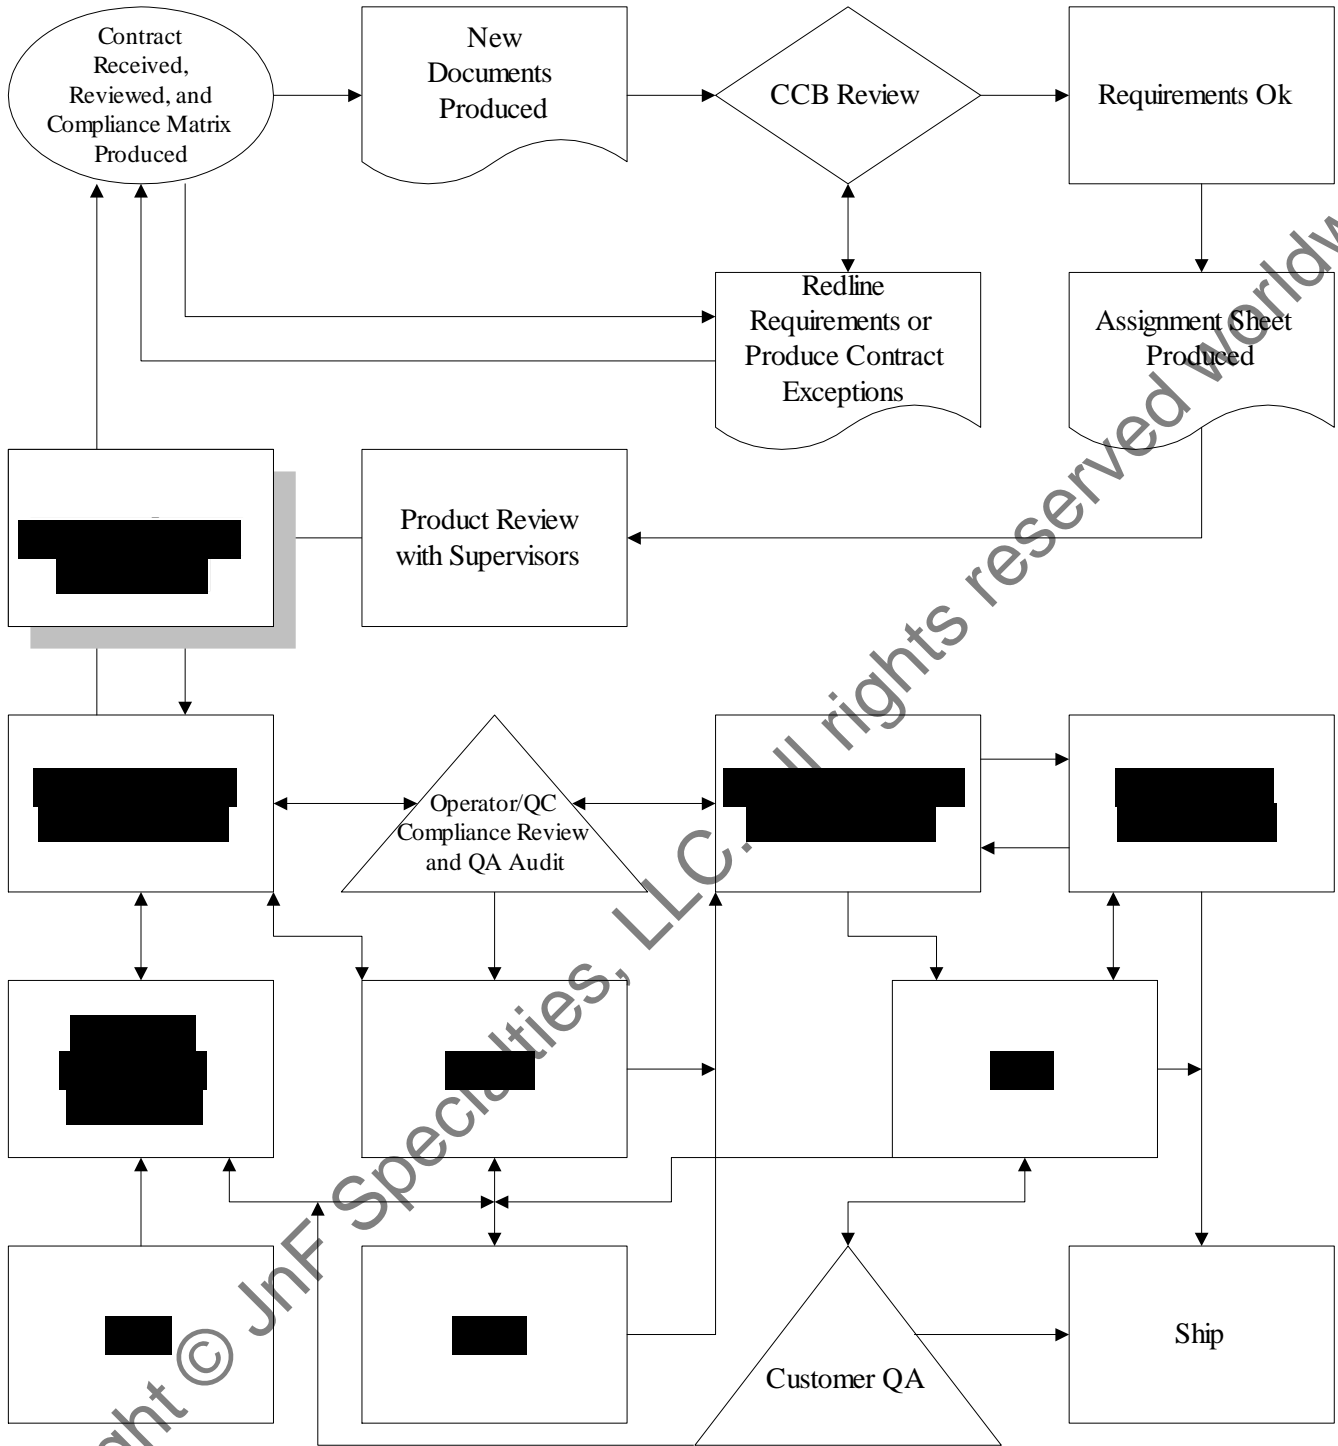 Contract
Received,
Reviewed, and
Compliance Matrix
Produced
New
Documents
Produced
CCB Review
Requirements Ok
Redline
Requirements or
Produce Contract
Exceptions
Assignment Sheet
Produced
Product Review
with Supervisors
Operator/QC
Compliance Review
and QA Audit
Customer QA
Ship
© JnF Specialties, LLC. All rights reserved